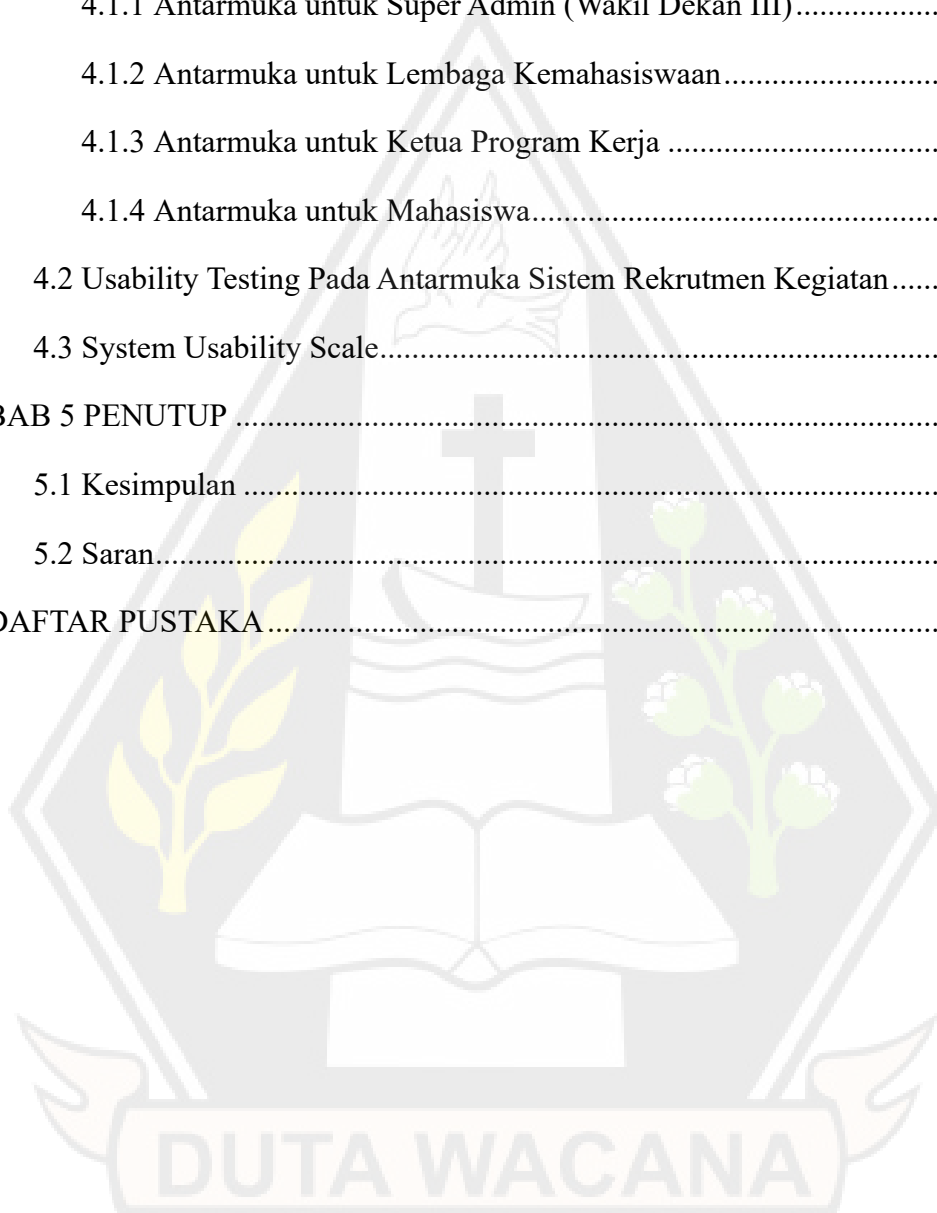 4.1.1 Antarmuka untuk Super Admin (Wakil Dekan III)................
4.1.2 Antarmuka untuk Lembaga Kemahasiswaan..........................
4.1.3 Antarmuka untuk Ketua Program Kerja .................................
4.1.4 Antarmuka untuk Mahasiswa..................................................
4.2 Usability Testing Pada Antarmuka Sistem Rekrutmen Kegiatan......
4.3 System Usability Scale.....................................................................
BAB 5 PENUTUP .......................................................................................
5.1 Kesimpulan ......................................................................................
5.2 Saran.................................................................................................
DAFTAR PUSTAKA...................................................................................
DUTA WACANA